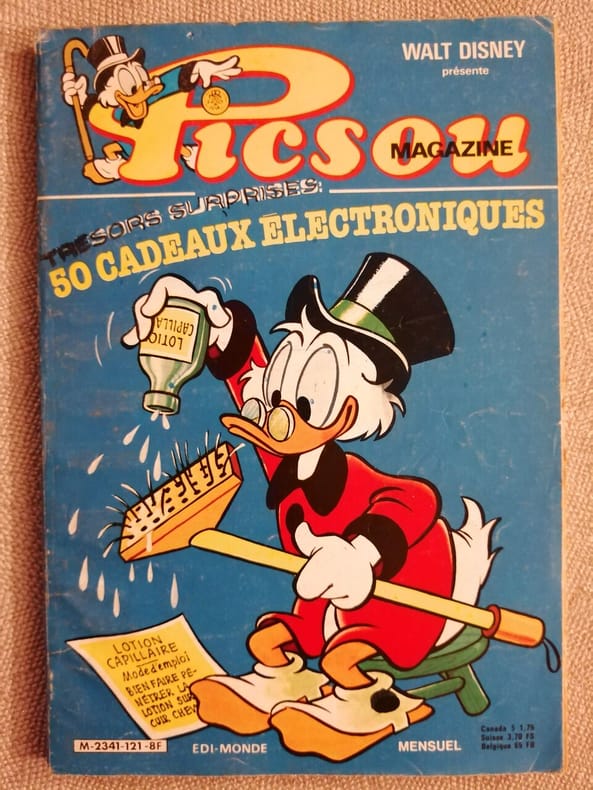 WALT DISNEY
présente
Picsou
MAGAZINE
TRÉSORS SURPRISES:
50 CADEAUX ÉLECTRONIQUES
LOTION
CAPILLA
LOTION
CAPILLAIRE
Mode d'emploi
BIEN FAIRE PÉ-
NÉTRER LA
LOTION SUR
CUIR CHEV
M-2341-121-8F
EDI-MONDE
MENSUEL
Canada $ 1,75
Suisse 3,70 FS
Belgique 65 FB